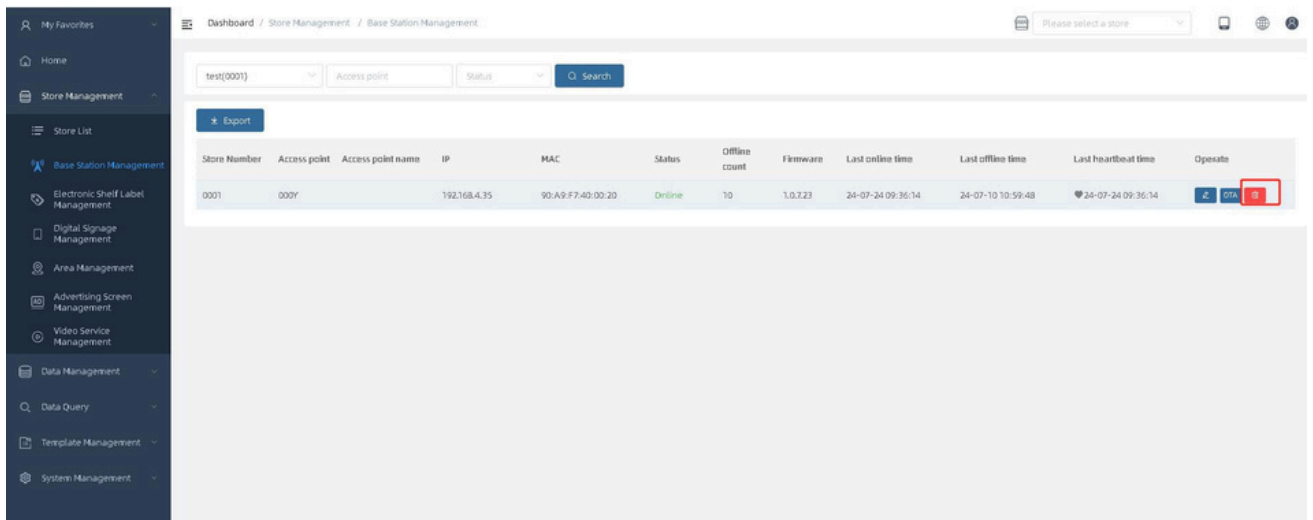 My Favorites
Dashboard / Store Management / Base Station Management
Please select a store
Home
test(0001)
Access point
Status
Search
Store Management
Export
Store List
Base Station Management
Electronic Shelf Label
Management
Digital Signage
Management
Area Management
AD
Advertising Screen
Management
Video Service
Management
Data Management
Data Query
Template Management
System Management
Store Number Access point Access point name IP MAC Status Offline count Firmware Last online time Last offline time Last heartbeat time Operate
0001 000Y 192.168.4.35 90:A9:F7:40:00:20 Online 10 1.0.7.23 24-07-24 09:36:14 24-07-10 10:59:48 24-07-24 09:36:14 OTA